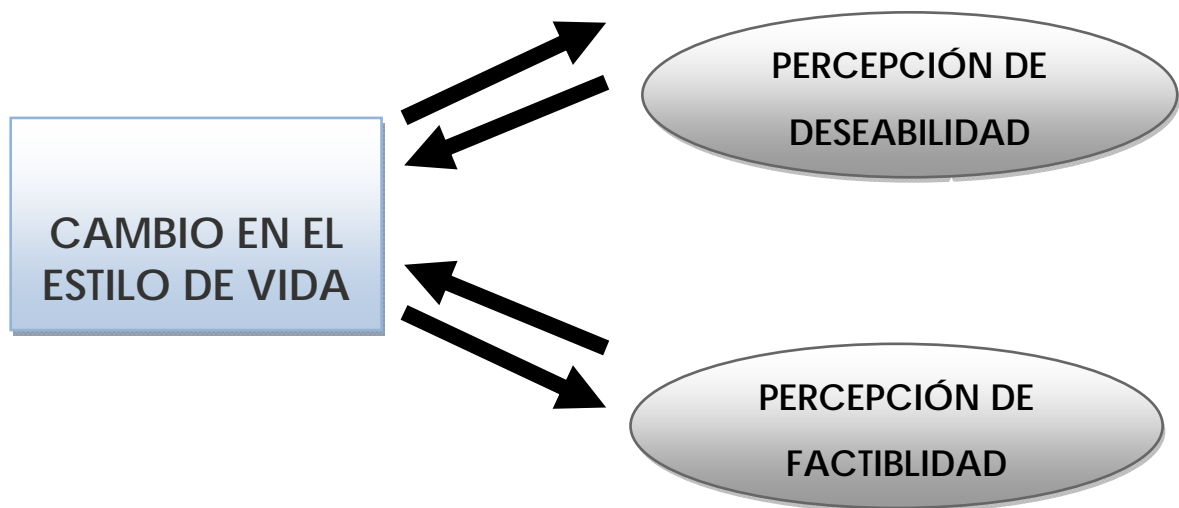 PERCEPCIÓN DE
DESEABILIDAD
CAMBIO EN EL
ESTILO DE VIDA
PERCEPCIÓN DE
FACTIBLIDAD